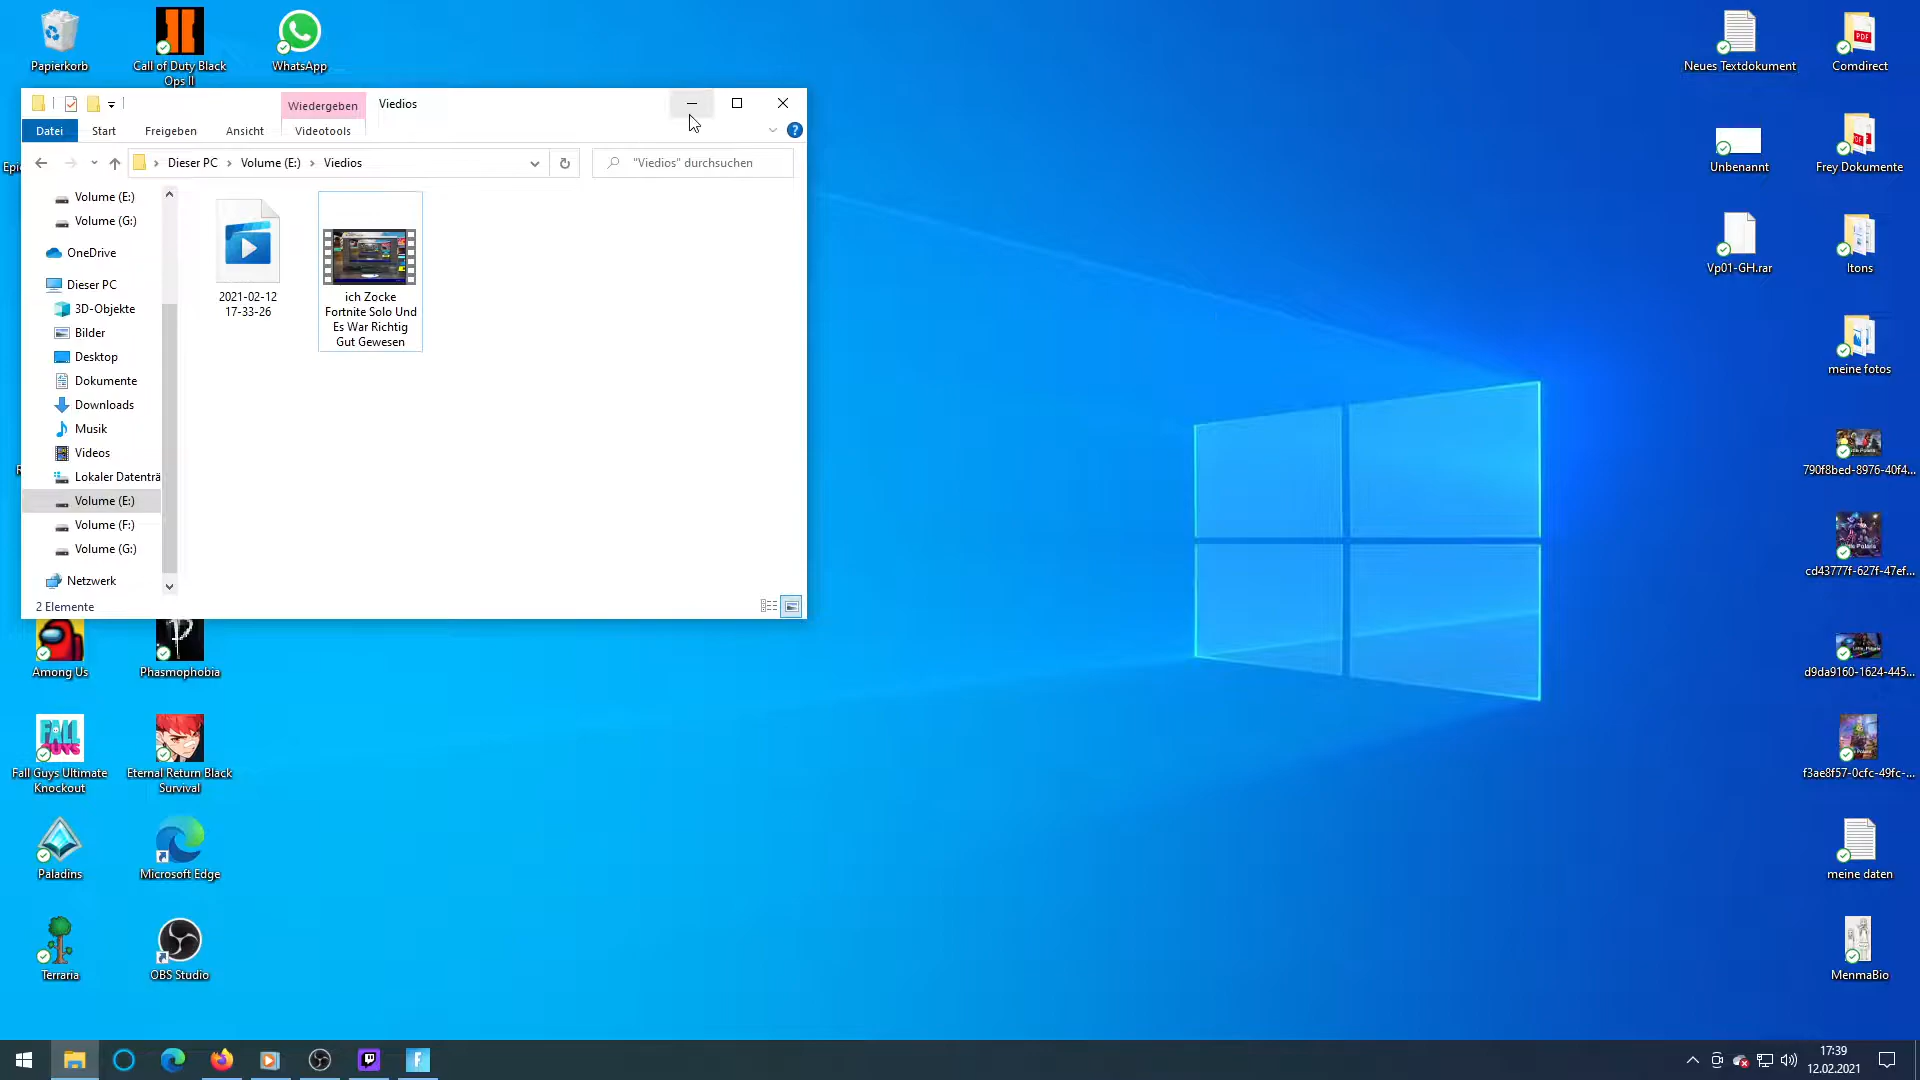 Papierkorb
Call of Duty Black
Ops II
WhatsApp
Neues Textdokument
Comdirect
Wiedergeben
Viedios
Datei
Start
Freigeben
Ansicht
Videotools
Dieser PC
Volume (E:)
Viedios
"Viedios" durchsuchen
Unbenannt
Frey Dokumente
Volume (E:)
Volume (G:)
OneDrive
Dieser PC
3D-Objekte
Bilder
Desktop
Dokumente
Downloads
Musik
Videos
Lokaler Datenträ
Volume (E:)
Volume (F:)
Volume (G:)
Netzwerk
2021-02-12
17-33-26
ich Zocke
Fortnite Solo Und
Es War Richtig
Gut Gewesen
2 Elemente
Vp01-GH.rar
Itons
meine fotos
790f8bed-8976-40f4...
cd43777f-627f-47ef...
d9da9160-1624-445...
f3ae8f57-0cfc-49fc-...
meine daten
MenmaBio
Among Us
Phasmophobia
FALL
GUYS
Fall Guys Ultimate
Knockout
Eternal Return Black
Survival
Paladins
Microsoft Edge
Terraria
OBS Studio
17:39
12.02.2021